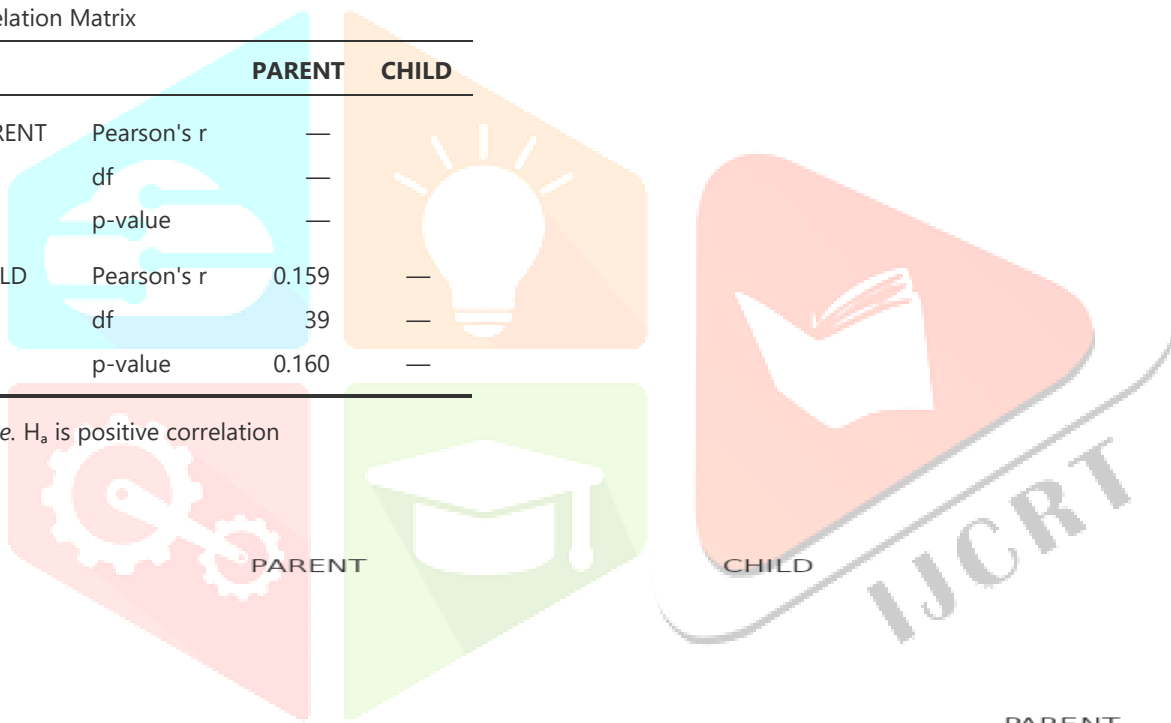 elation Matrix
PARENT CHILD
RENT Pearson's r —
df —
p-value —
LD Pearson's r 0.159 —
df 39 —
p-value 0.160 —
e. Hₐ is positive correlation
PARENT CHILD
IJCRT
PARENT